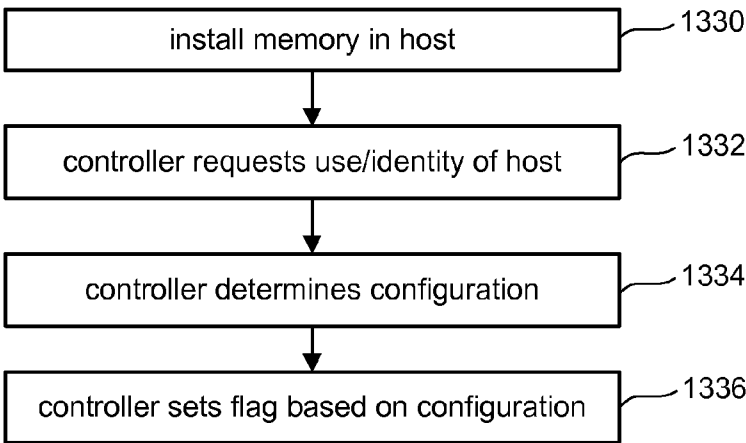 install memory in host
1330
controller requests use/identity of host
1332
controller determines configuration
1334
controller sets flag based on configuration
1336